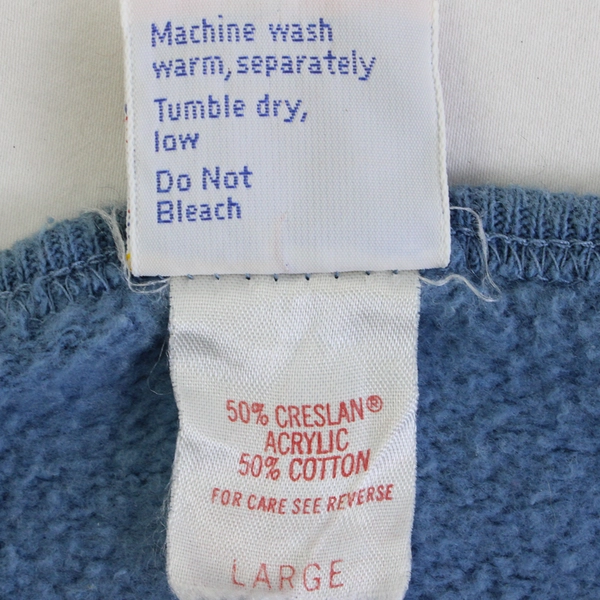 Machine wash
warm, separately
Tumble dry,
low
Do Not
Bleach
50% CRESLAN®
ACRYLIC
50% COTTON
FOR CARE SEE REVERSE
LARGE